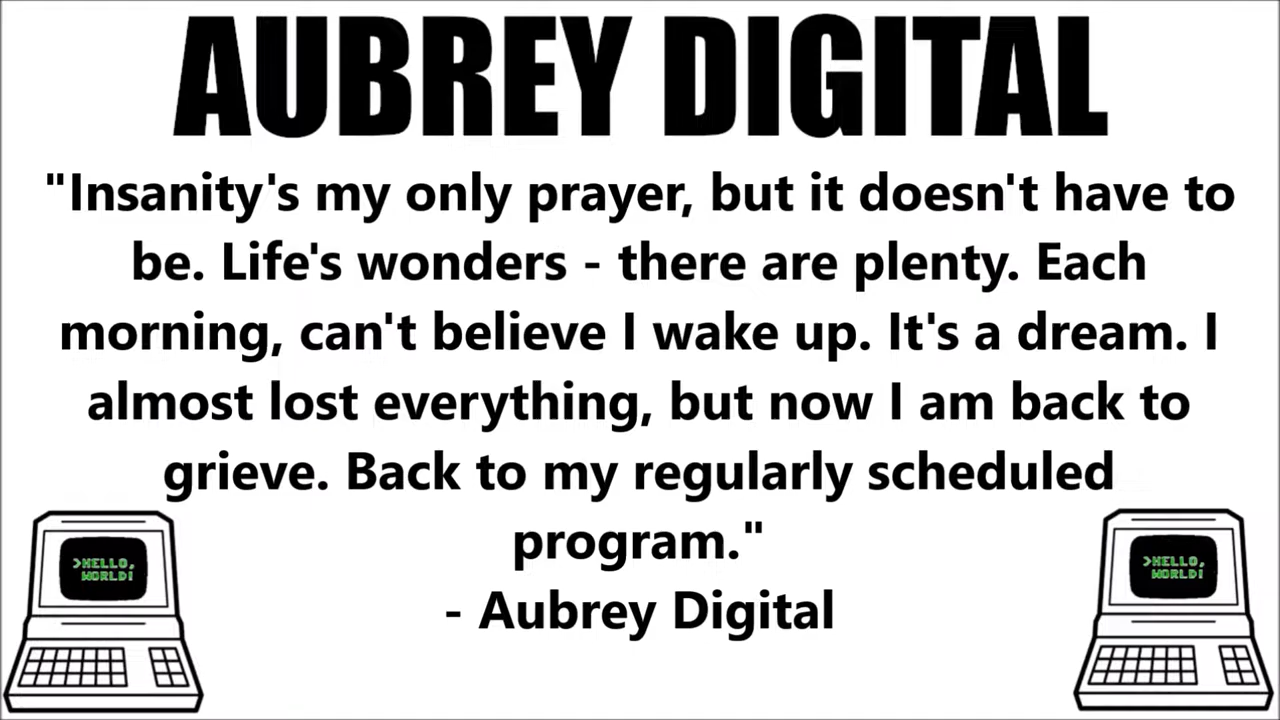 AUBREY DIGITAL
"Insanity's my only prayer, but it doesn't have to
be. Life's wonders - there are plenty. Each
morning, can't believe I wake up. It's a dream. I
almost lost everything, but now I am back to
grieve. Back to my regularly scheduled
program."
- Aubrey Digital
>HELLO,
WORLD!
>HELLO,
WORLD!